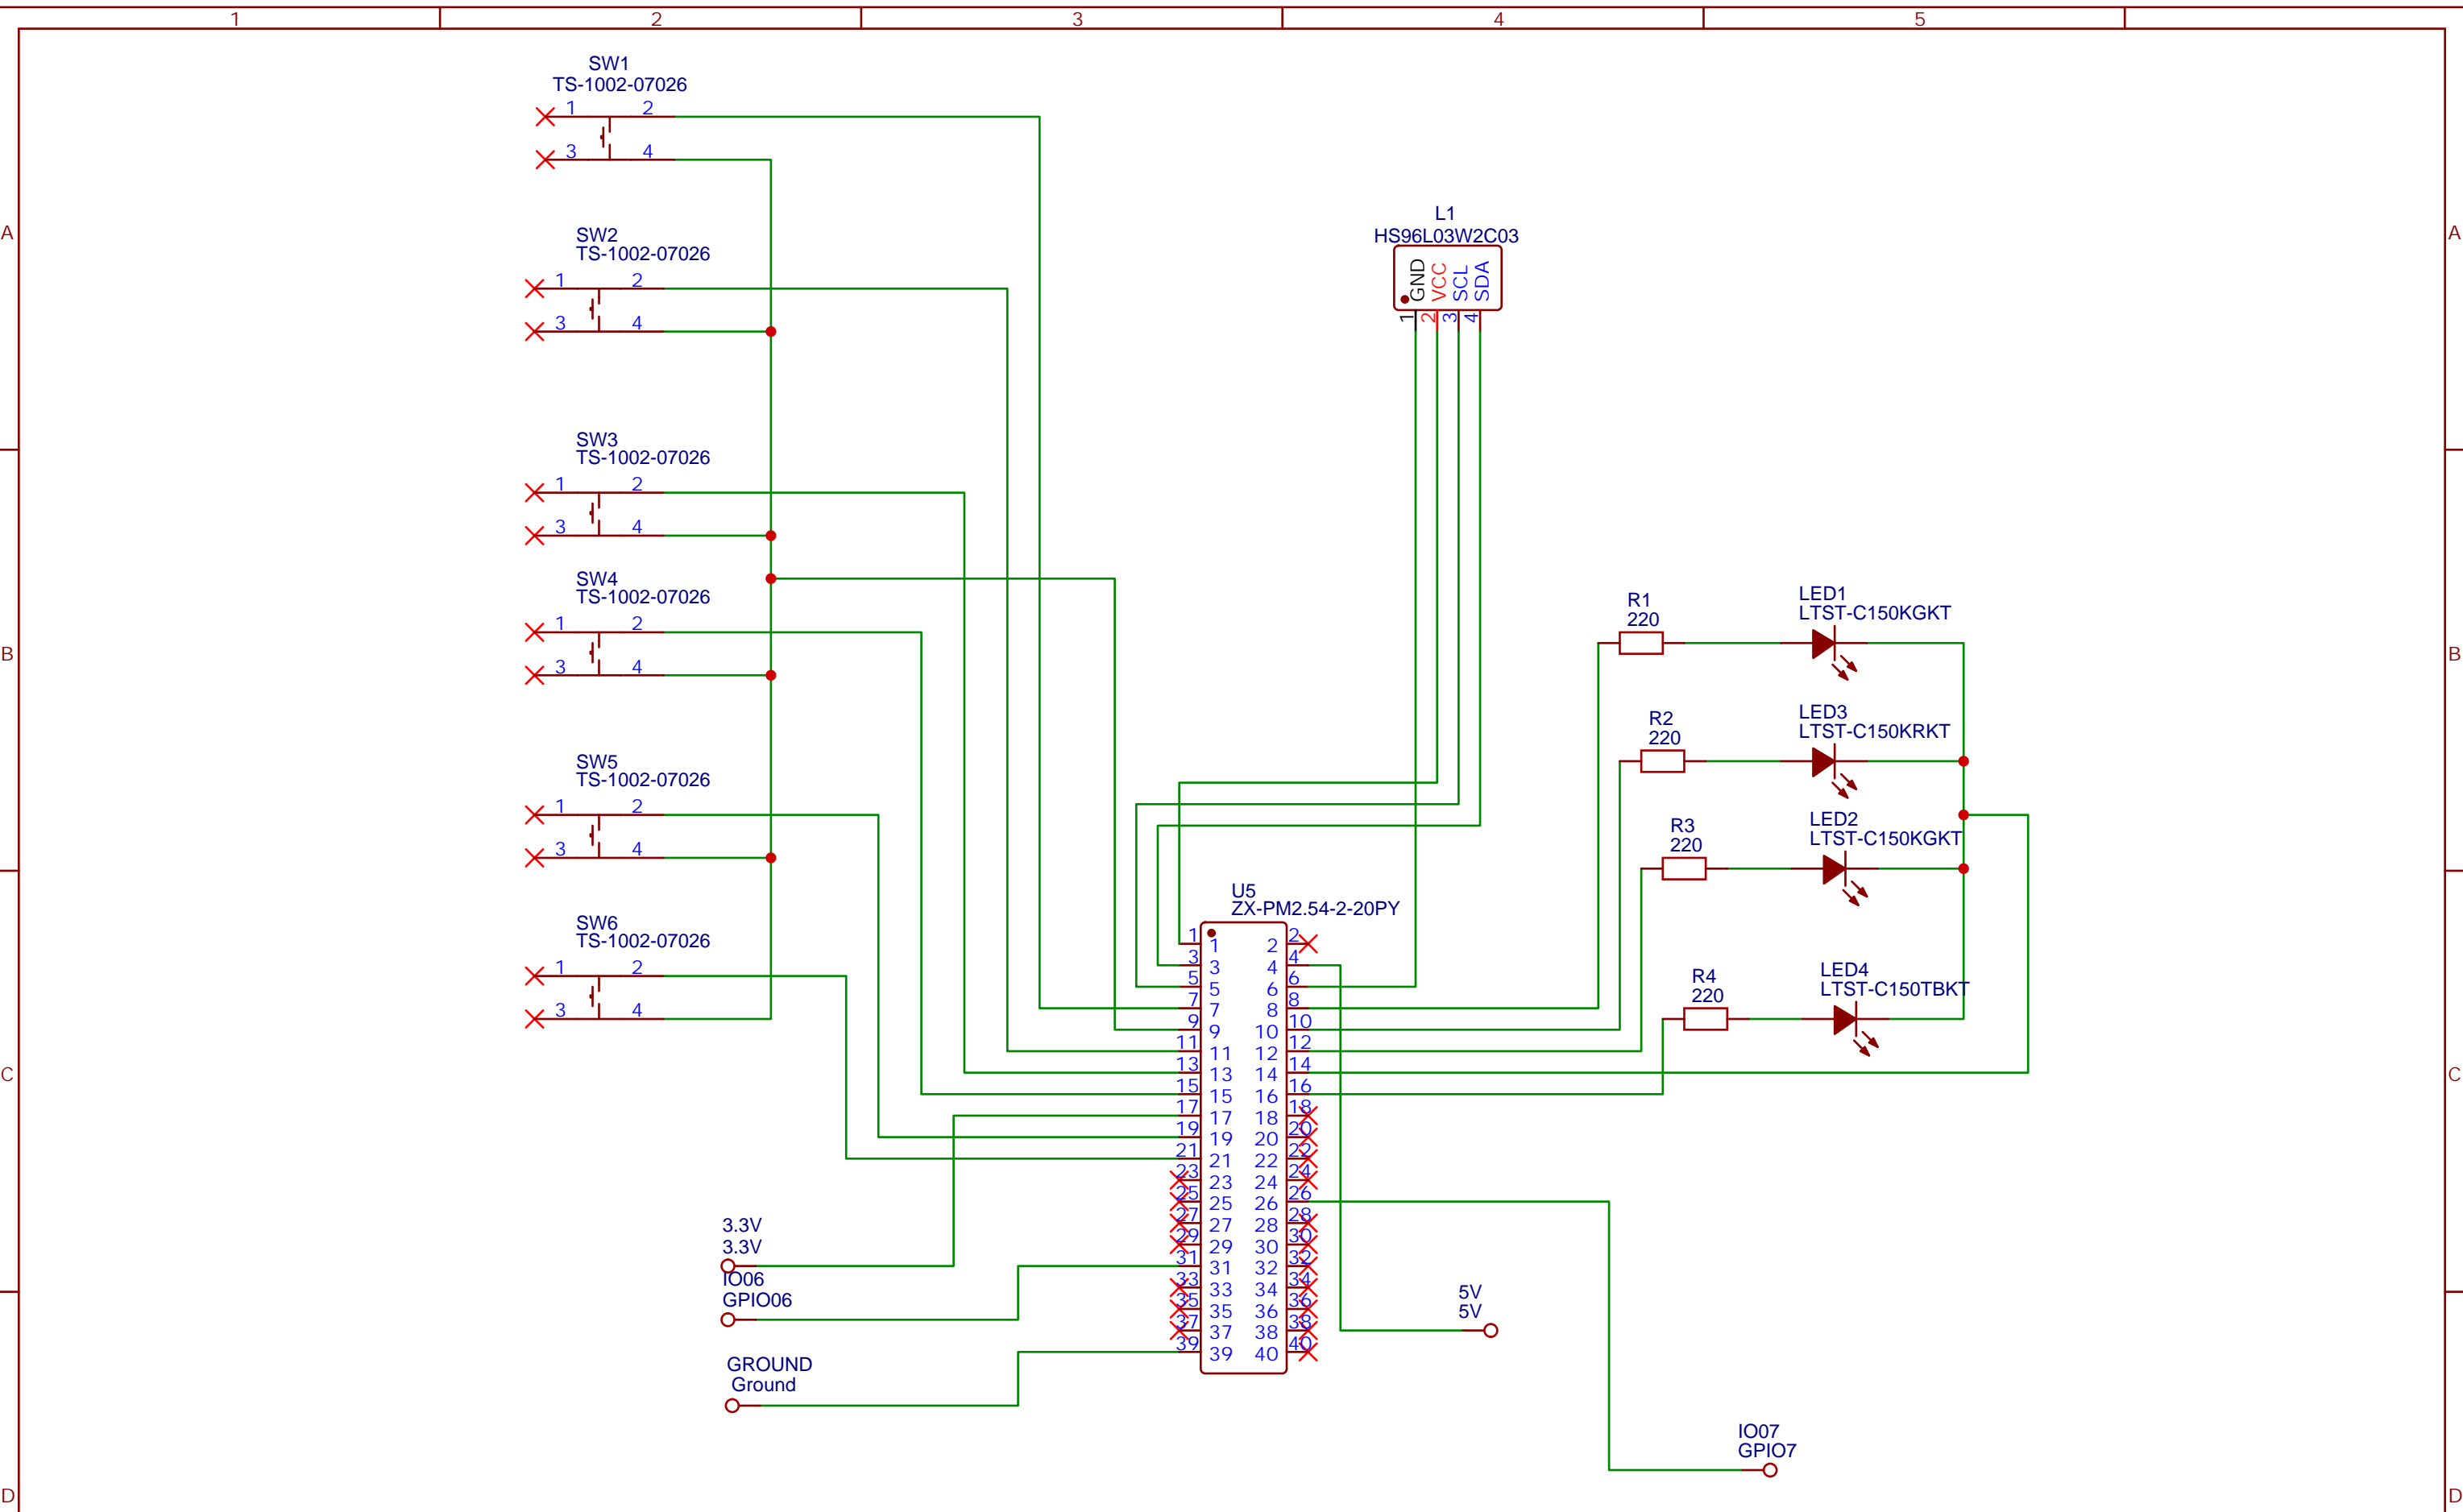 1 2 3 4 5
A A
B B
C C
D D
SW1
TS-1002-07026
1 2
3 4
SW2
TS-1002-07026
1 2
3 4
SW3
TS-1002-07026
1 2
3 4
SW4
TS-1002-07026
1 2
3 4
SW5
TS-1002-07026
1 2
3 4
SW6
TS-1002-07026
1 2
3 4
L1
HS96L03W2C03
GND VCC SCL SDA
1 2 3 4
R1
220
LED1
LTST-C150KGKT
R2
220
LED3
LTST-C150KRKT
R3
220
LED2
LTST-C150KGKT
R4
220
LED4
LTST-C150TBKT
U5
ZX-PM2.54-2-20PY
1 1 2 2
3 3 4 4
5 5 6 6
7 7 8 8
9 9 10 10
11 11 12 12
13 13 14 14
15 15 16 16
17 17 18 18
19 19 20 20
21 21 22 22
23 23 24 24
25 25 26 26
27 27 28 28
29 29 30 30
31 31 32 32
33 33 34 34
35 35 36 36
37 37 38 38
39 39 40 40
3.3V
3.3V
IO06
GPIO06
GROUND
Ground
5V
5V
IO07
GPIO7